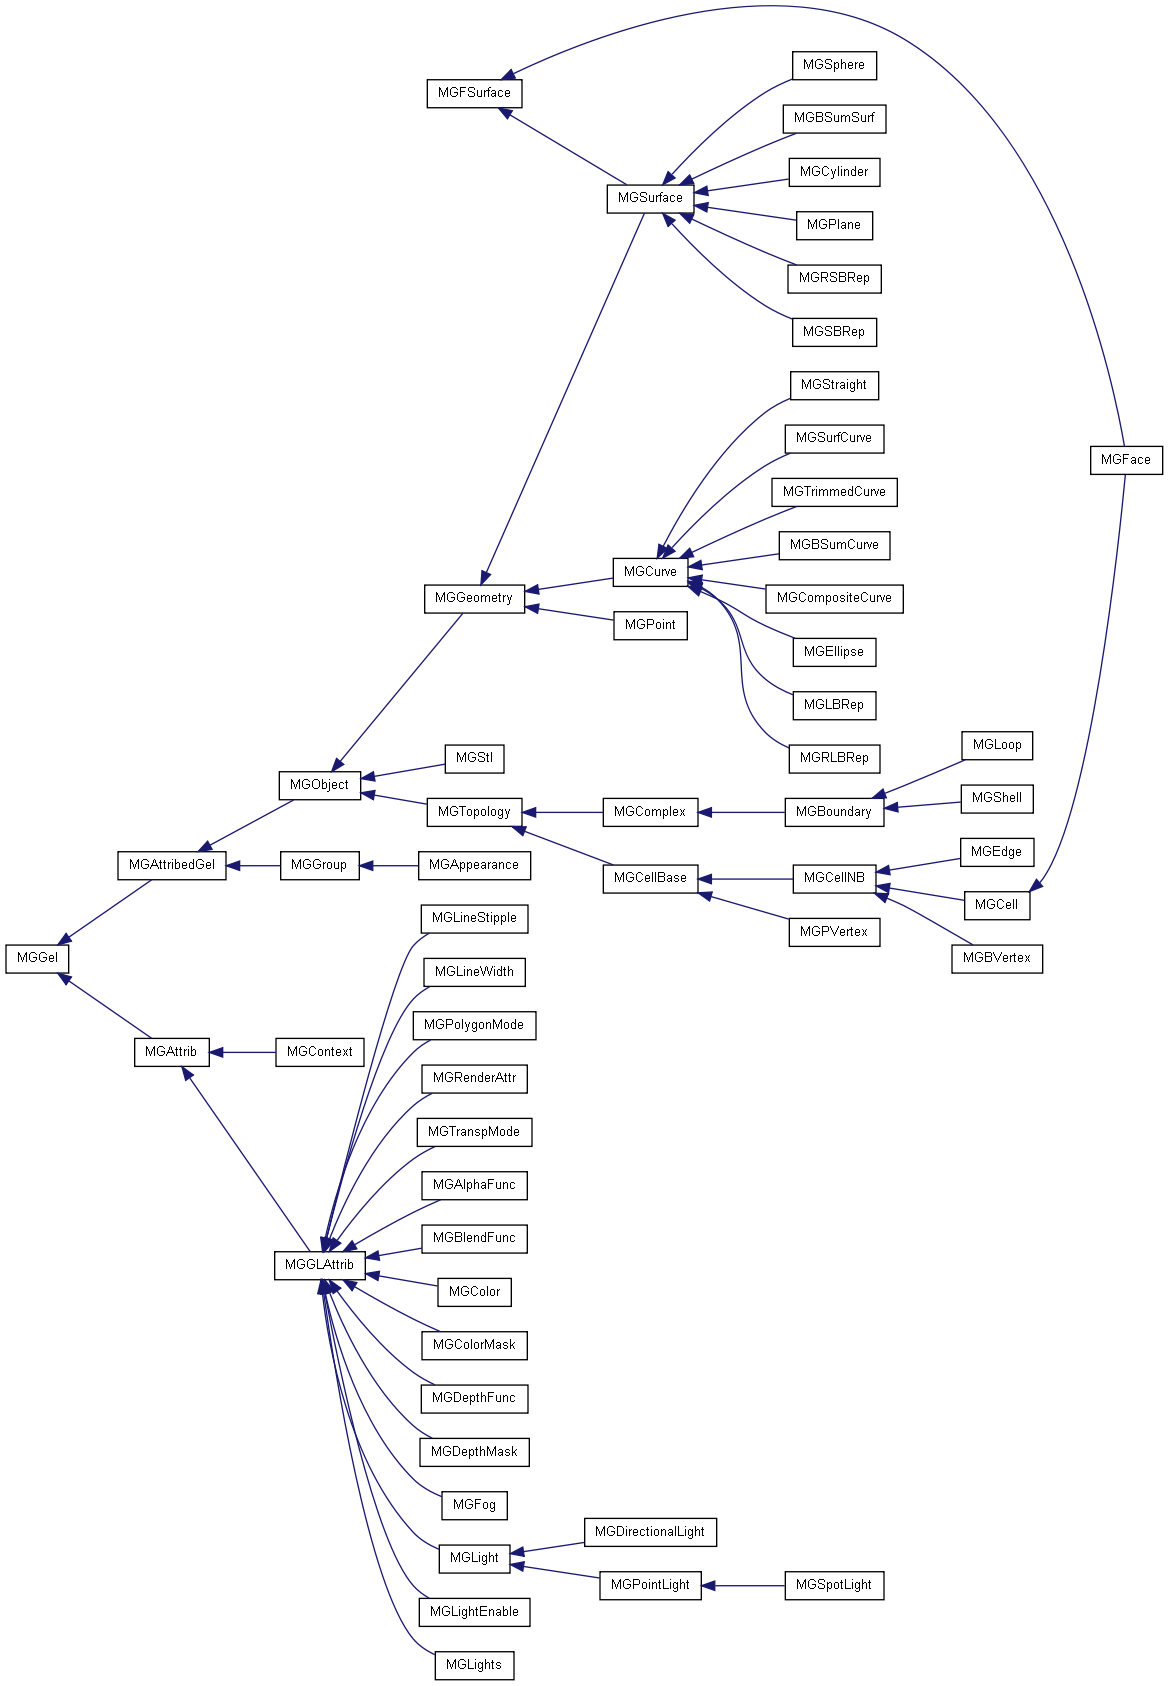 MGSphere
MGFSurface
MGBSumSurf
MGCylinder
MGSurface
MGPlane
MGRSBRep
MGSBRep
MGStraight
MGSurfCurve
MGFace
MGTrimmedCurve
MGBSumCurve
MGCurve
MGGeometry
MGCompositeCurve
MGPoint
MGEllipse
MGLBRep
MGLoop
MGStl
MGRLBRep
MGObject
MGShell
MGTopology
MGComplex
MGBoundary
MGEdge
MGAttribedGel
MGGroup
MGAppearance
MGCellBase
MGCellNB
MGCell
MGLineStipple
MGPVertex
MGGel
MGBVertex
MGLineWidth
MGPolygonMode
MGAttrib
MGContext
MGRenderAttr
MGTranspMode
MGAlphaFunc
MGBlendFunc
MGGLAttrib
MGColor
MGColorMask
MGDepthFunc
MGDepthMask
MGFog
MGDirectionalLight
MGLight
MGPointLight
MGSpotLight
MGLightEnable
MGLights